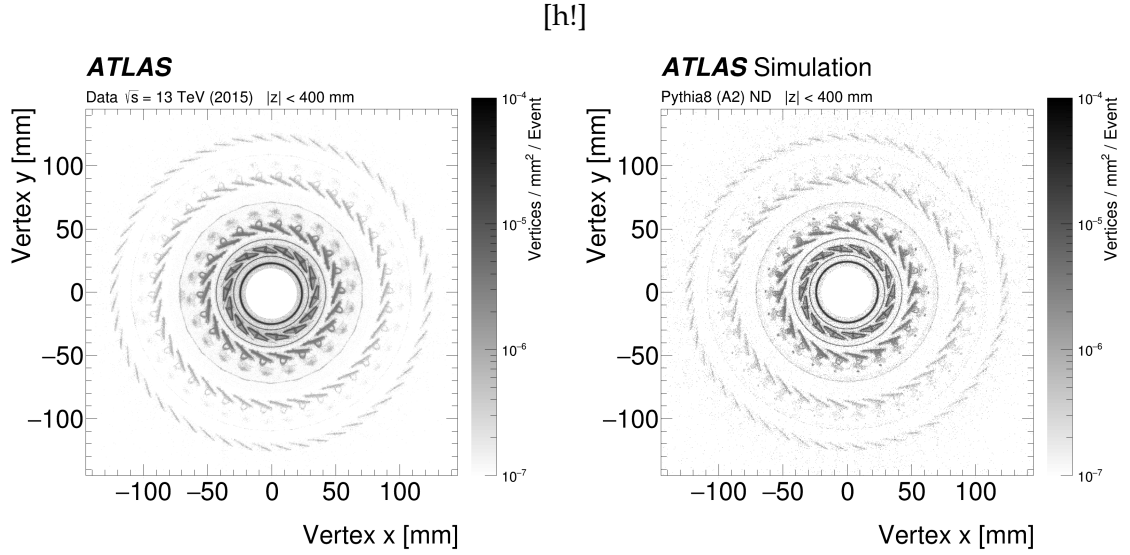 [h!]
ATLAS
Data √s = 13 TeV (2015) |z| < 400 mm
Vertex y [mm]
100
50
0
−50
−100
−100 −50 0 50 100
Vertex x [mm]
10⁻⁴
10⁻⁵
10⁻⁶
10⁻⁷
Vertices / mm² / Event
ATLAS Simulation
Pythia8 (A2) ND |z| < 400 mm
Vertex y [mm]
100
50
0
−50
−100
−100 −50 0 50 100
Vertex x [mm]
10⁻⁴
10⁻⁵
10⁻⁶
10⁻⁷
Vertices / mm² / Event